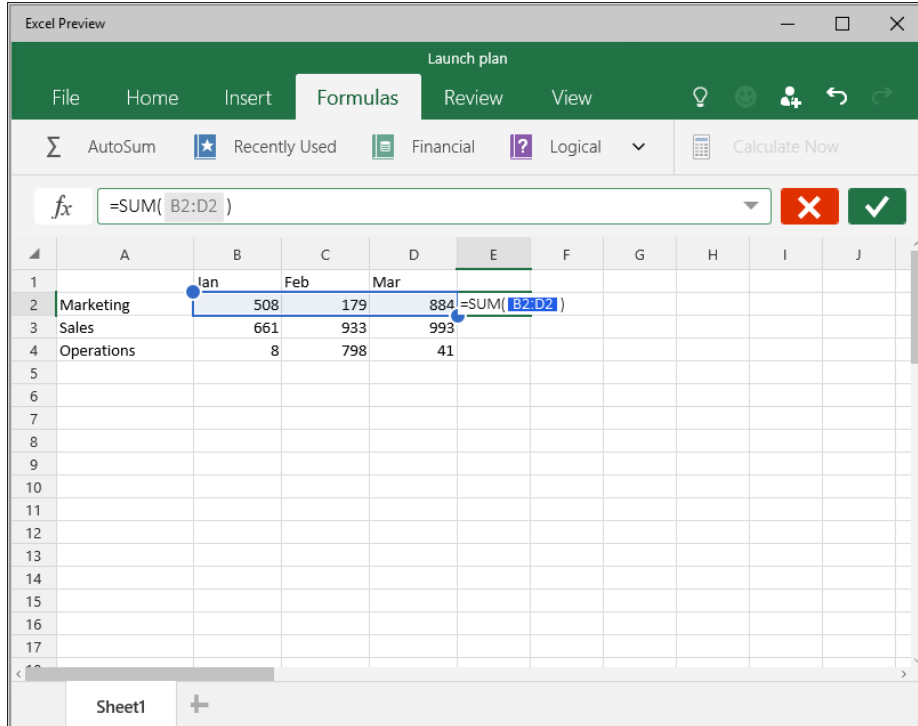 Excel Preview
Launch plan
File Home Insert Formulas Review View
Σ AutoSum Recently Used Financial ? Logical Calculate Now
fx =SUM( B2:D2 )
A B C D E F G H I J
1 Jan Feb Mar
2 Marketing 508 179 884 =SUM( B2:D2 )
3 Sales 661 933 993
4 Operations 8 798 41
5
6
7
8
9
10
11
12
13
14
15
16
17
Sheet1